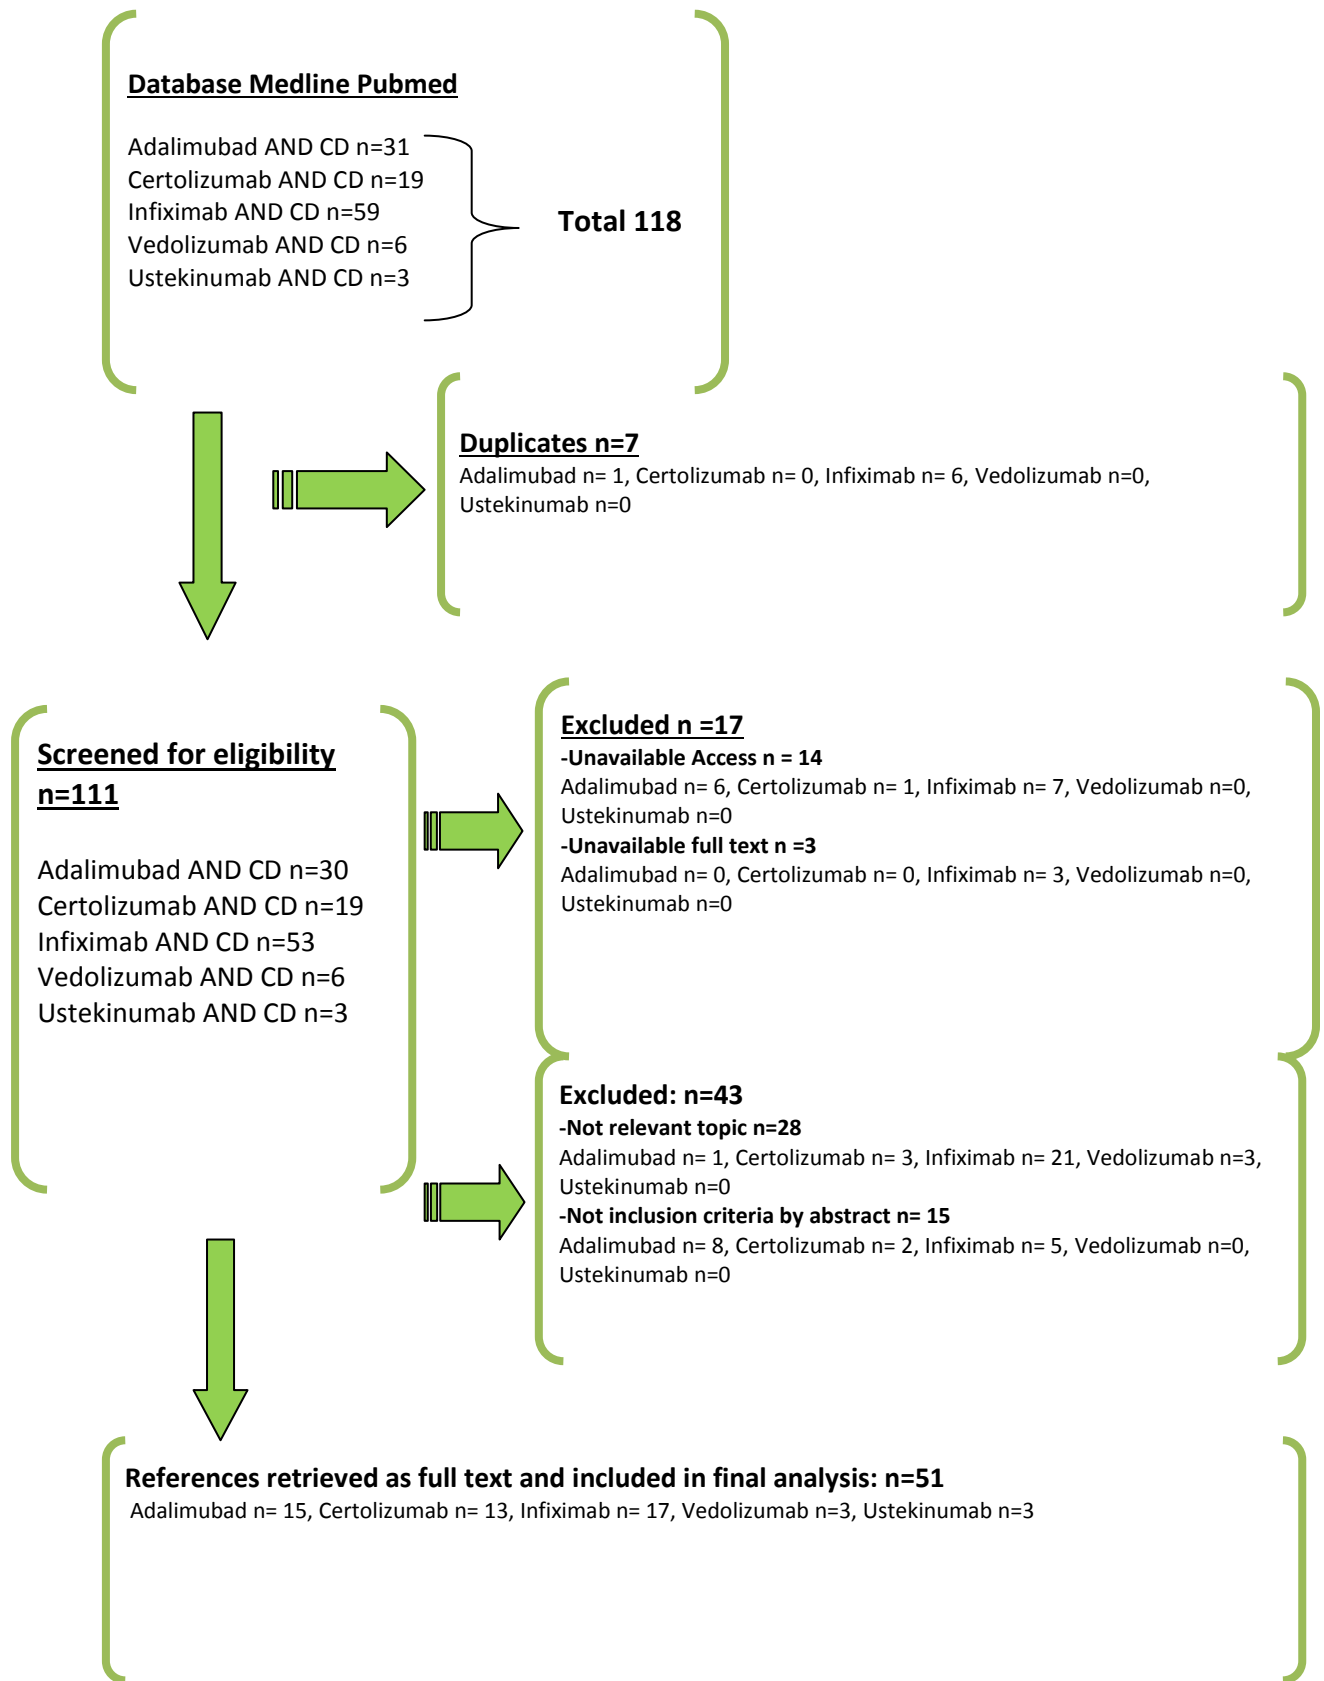 Database Medline Pubmed
Adalimubad AND CD n=31
Certolizumab AND CD n=19
Infiximab AND CD n=59
Vedolizumab AND CD n=6
Ustekinumab AND CD n=3
Total 118
Duplicates n=7
Adalimubad n= 1, Certolizumab n= 0, Infiximab n= 6, Vedolizumab n=0,
Ustekinumab n=0
Screened for eligibility
n=111
Adalimubad AND CD n=30
Certolizumab AND CD n=19
Infiximab AND CD n=53
Vedolizumab AND CD n=6
Ustekinumab AND CD n=3
Excluded n =17
-Unavailable Access n = 14
Adalimubad n= 6, Certolizumab n= 1, Infiximab n= 7, Vedolizumab n=0,
Ustekinumab n=0
-Unavailable full text n =3
Adalimubad n= 0, Certolizumab n= 0, Infiximab n= 3, Vedolizumab n=0,
Ustekinumab n=0
Excluded: n=43
-Not relevant topic n=28
Adalimubad n= 1, Certolizumab n= 3, Infiximab n= 21, Vedolizumab n=3,
Ustekinumab n=0
-Not inclusion criteria by abstract n= 15
Adalimubad n= 8, Certolizumab n= 2, Infiximab n= 5, Vedolizumab n=0,
Ustekinumab n=0
References retrieved as full text and included in final analysis: n=51
Adalimubad n= 15, Certolizumab n= 13, Infiximab n= 17, Vedolizumab n=3, Ustekinumab n=3